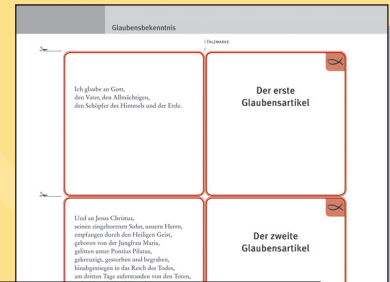 Glaubensbekenntnis
FALZMARKE
Ich glaube an Gott,
den Vater, den Allmächtigen,
den Schöpfer des Himmels und der Erde.
Der erste
Glaubensartikel
Und an Jesus Christus,
seinen eingeborenen Sohn, unsern Herrn,
empfangen durch den Heiligen Geist,
geboren von der Jungfrau Maria,
gelitten unter Pontius Pilatus,
gekreuzigt, gestorben und begraben,
hinabgestiegen in das Reich des Todes,
am dritten Tage auferstanden von den Toten,
Der zweite
Glaubensartikel